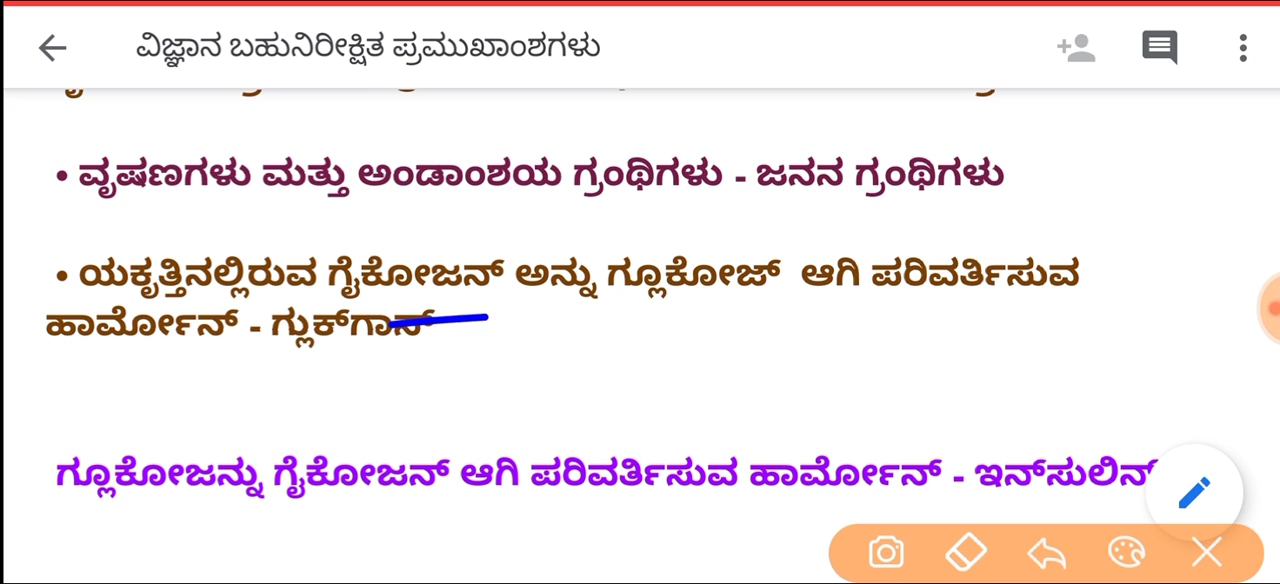 ವಿಜ್ಞಾನ ಬಹುನಿರೀಕ್ಷಿತ ಪ್ರಮುಖಾಂಶಗಳು
• ವೃಷಣಗಳು ಮತ್ತು ಅಂಡಾಂಶಯ ಗ್ರಂಥಿಗಳು - ಜನನ ಗ್ರಂಥಿಗಳು
• ಯಕೃತ್ತಿನಲ್ಲಿರುವ ಗೈಕೋಜನ್ ಅನ್ನು ಗ್ಲೂಕೋಜ್ ಆಗಿ ಪರಿವರ್ತಿಸುವ
ಹಾರ್ಮೋನ್ - ಗ್ಲುಕ್‌ಗಾನ್
ಗ್ಲೂಕೋಜನ್ನು ಗೈಕೋಜನ್ ಆಗಿ ಪರಿವರ್ತಿಸುವ ಹಾರ್ಮೋನ್ - ಇನ್‌ಸುಲಿನ್